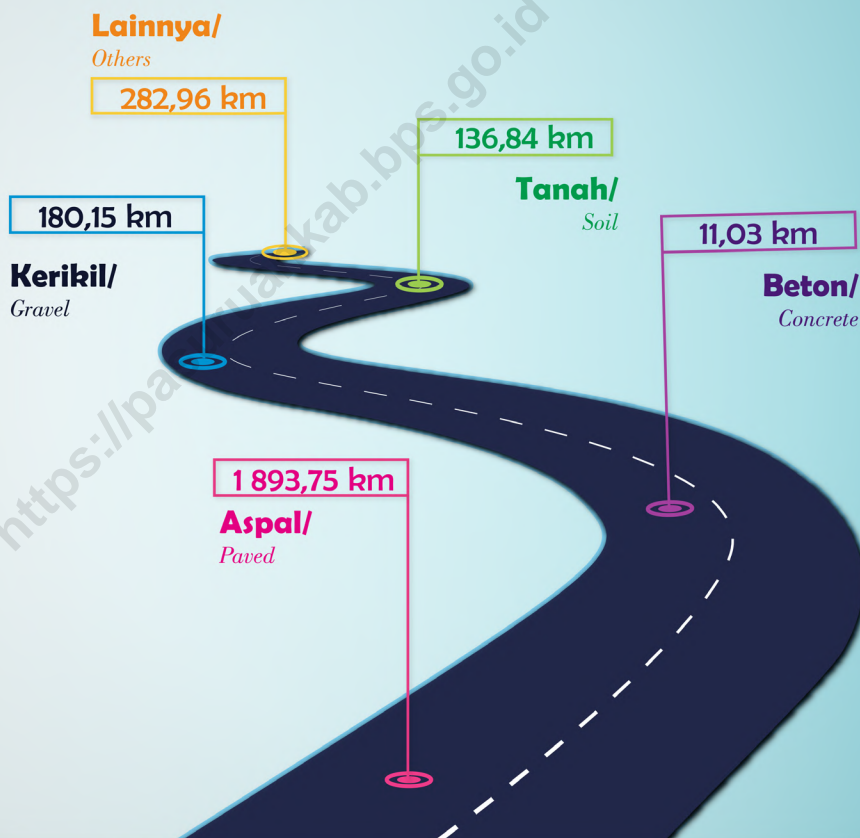 Lainnya/
Others
282,96 km
136,84 km
Tanah/
Soil
180,15 km
Kerikil/
Gravel
11,03 km
Beton/
Concrete
1 893,75 km
Aspal/
Paved